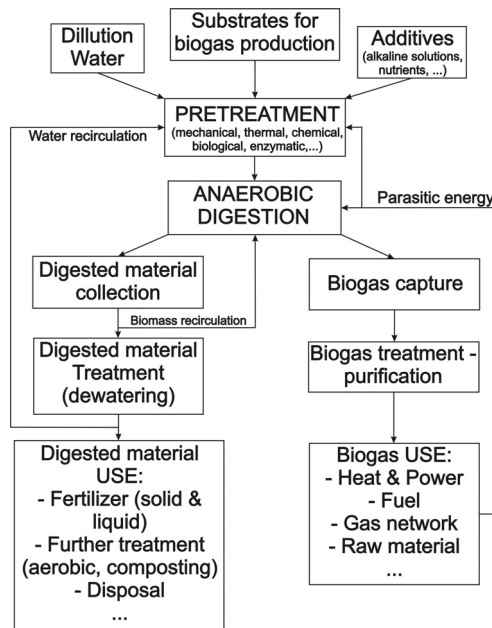 Dillution
Water
Substrates for
biogas production
Additives
(alkaline solutions,
nutrients, ...)
PRETREATMENT
(mechanical, thermal, chemical,
biological, enzymatic,...)
Water recirculation
ANAEROBIC
DIGESTION
Parasitic energy
Digested material
collection
Biogas capture
Biomass recirculation
Digested material
Treatment
(dewatering)
Biogas treatment -
purification
Digested material
USE:
- Fertilizer (solid &
liquid)
- Further treatment
(aerobic, composting)
- Disposal
...
Biogas USE:
- Heat & Power
- Fuel
- Gas network
- Raw material
...